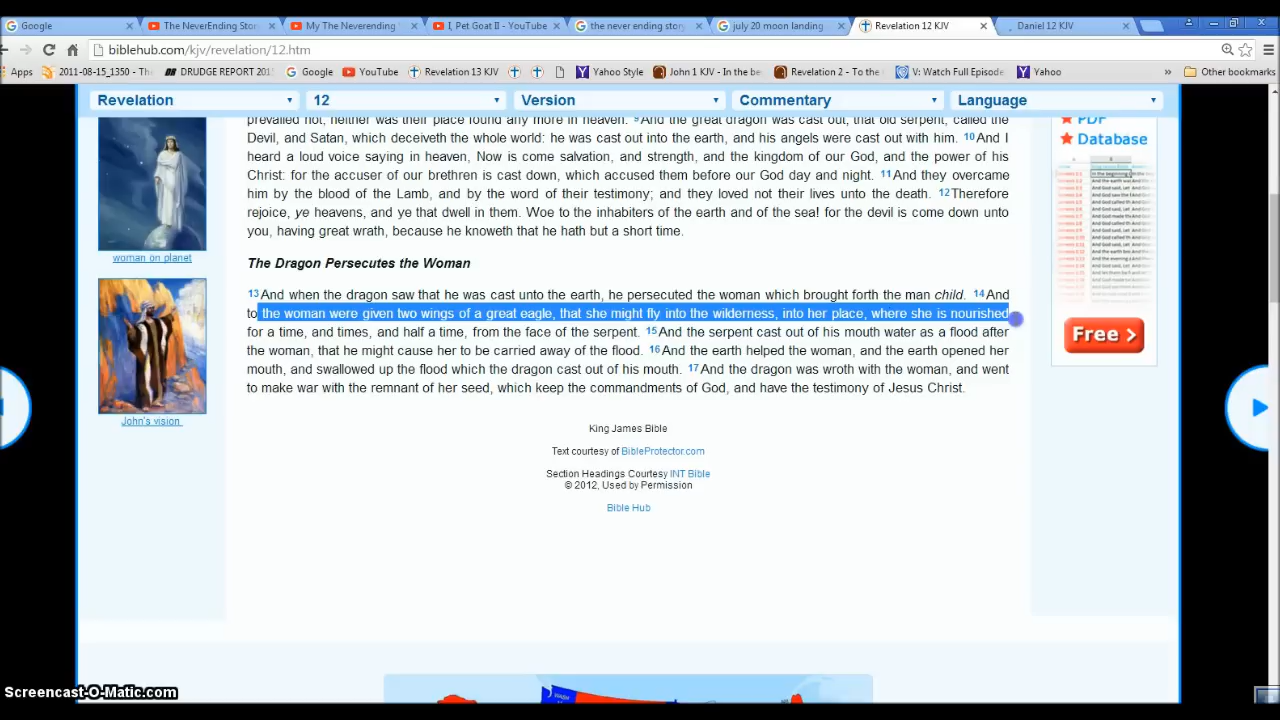 Google
The NeverEnding Stor
My The Neverending
I, Pet Goat II - YouTube
the never ending story
july 20 moon landing
Revelation 12 KJV
Daniel 12 KJV
biblehub.com/kjv/revelation/12.htm
Apps
2011-08-15_1350 - Th
DRUDGE REPORT 201
Google
YouTube
Revelation 13 KJV
Yahoo Style
John 1 KJV - In the be
Revelation 2 - To the
V: Watch Full Episode
Yahoo
»
Other bookmarks
Revelation
12
Version
Commentary
Language
prevailed not; neither was their place found any more in heaven. 9And the great dragon was cast out, that old serpent, called the
Devil, and Satan, which deceiveth the whole world: he was cast out into the earth, and his angels were cast out with him. 10And I
heard a loud voice saying in heaven, Now is come salvation, and strength, and the kingdom of our God, and the power of his
Christ: for the accuser of our brethren is cast down, which accused them before our God day and night. 11And they overcame
him by the blood of the Lamb, and by the word of their testimony; and they loved not their lives unto the death. 12Therefore
rejoice, ye heavens, and ye that dwell in them. Woe to the inhabiters of the earth and of the sea! for the devil is come down unto
you, having great wrath, because he knoweth that he hath but a short time.
The Dragon Persecutes the Woman
13And when the dragon saw that he was cast unto the earth, he persecuted the woman which brought forth the man child. 14And
to the woman were given two wings of a great eagle, that she might fly into the wilderness, into her place, where she is nourished
for a time, and times, and half a time, from the face of the serpent. 15And the serpent cast out of his mouth water as a flood after
the woman, that he might cause her to be carried away of the flood. 16And the earth helped the woman, and the earth opened her
mouth, and swallowed up the flood which the dragon cast out of his mouth. 17And the dragon was wroth with the woman, and went
to make war with the remnant of her seed, which keep the commandments of God, and have the testimony of Jesus Christ.
King James Bible
Text courtesy of BibleProtector.com
Section Headings Courtesy INT Bible
© 2012, Used by Permission
Bible Hub
woman on planet
John's vision
PDF
Database
Free >
Screencast-O-Matic.com